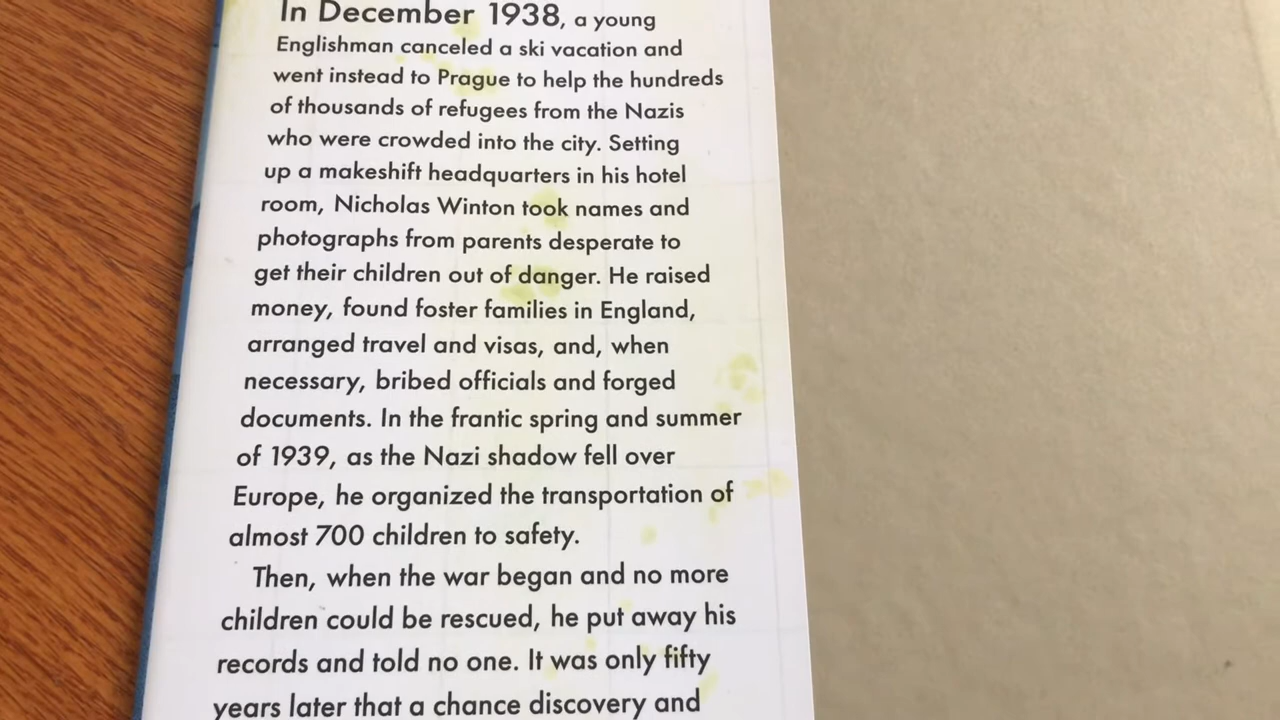 In December 1938, a young
Englishman canceled a ski vacation and
went instead to Prague to help the hundreds
of thousands of refugees from the Nazis
who were crowded into the city. Setting
up a makeshift headquarters in his hotel
room, Nicholas Winton took names and
photographs from parents desperate to
get their children out of danger. He raised
money, found foster families in England,
arranged travel and visas, and, when
necessary, bribed officials and forged
documents. In the frantic spring and summer
of 1939, as the Nazi shadow fell over
Europe, he organized the transportation of
almost 700 children to safety.
Then, when the war began and no more
children could be rescued, he put away his
records and told no one. It was only fifty
years later that a chance discovery and